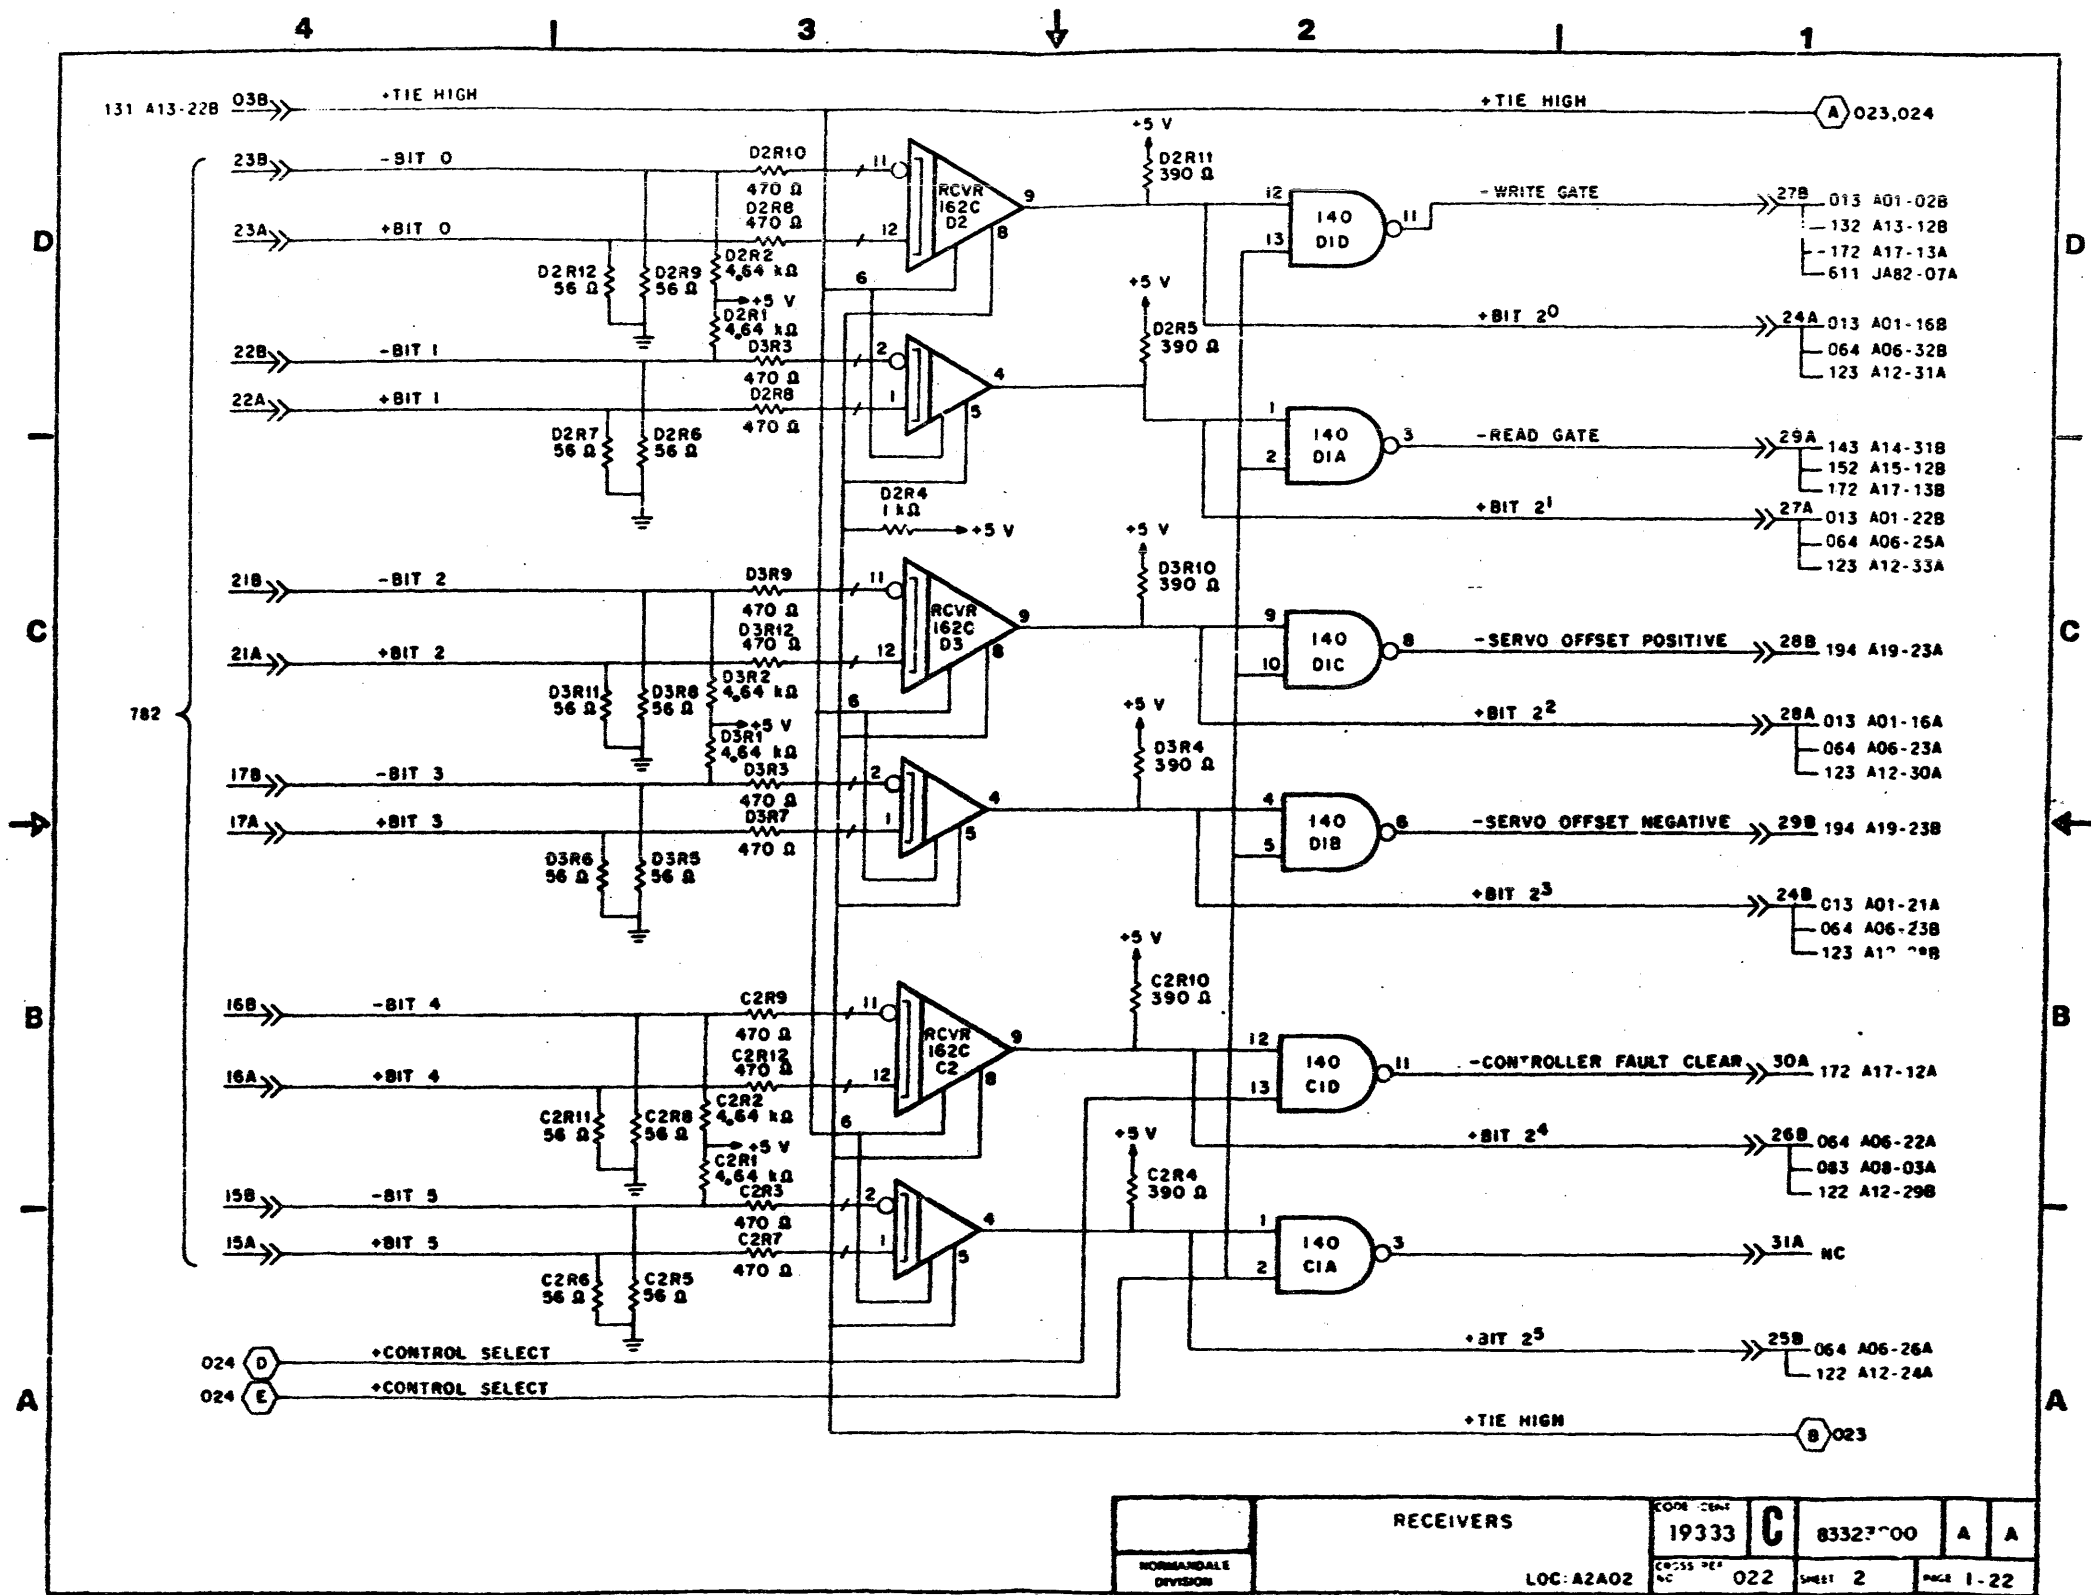 4 3 2 1
131 A13-22B 03B +TIE HIGH +TIE HIGH A 023,024
+5 V
23B -BIT 0 D2R10 470 Ω 11 RCVR 162C D2 9 8 D2R11 390 Ω 12 140 D1D 13 11 -WRITE GATE 27B 013 A01-02B
132 A13-12B
172 A17-13A
611 JA82-07A
D D
23A +BIT 0 D2R8 470 Ω 12
D2R12 56 Ω D2R9 56 Ω D2R2 4.64 kΩ 6
+5 V +5 V
D2R1 4.64 kΩ
D2R5 390 Ω +BIT 2⁰ 24A 013 A01-16B
064 A06-32B
123 A12-31A
22B -BIT 1 D3R3 470 Ω 2 4
22A +BIT 1 D2R8 470 Ω 1 5
D2R7 56 Ω D2R6 56 Ω
1 140 D1A 2 3 -READ GATE 29A 143 A14-31B
152 A15-12B
172 A17-13B
D2R4 1 kΩ +5 V
+BIT 2¹ 27A 013 A01-22B
064 A06-25A
123 A12-33A
+5 V
21B -BIT 2 D3R9 470 Ω 11 RCVR 162C D3 9 8 D3R10 390 Ω
C C
9 140 D1C 10 8 -SERVO OFFSET POSITIVE 28B 194 A19-23A
21A +BIT 2 D3R12 470 Ω 12
D3R11 56 Ω D3R8 56 Ω D3R2 4.64 kΩ 6
782
+5 V +5 V
D3R1 4.64 kΩ
D3R4 390 Ω +BIT 2² 28A 013 A01-16A
064 A06-23A
123 A12-30A
17B -BIT 3 D3R3 470 Ω 2 4
17A +BIT 3 D3R7 470 Ω 1 5
4 140 D1B 5 6 -SERVO OFFSET NEGATIVE 29B 194 A19-23B
D3R6 56 Ω D3R5 56 Ω
+BIT 2³ 24B 013 A01-21A
064 A06-23B
123
+5 V
16B -BIT 4 C2R9 470 Ω 11 RCVR 162C C2 9 8 C2R10 390 Ω
B B
12 140 C1D 13 11 -CONTROLLER FAULT CLEAR 30A 172 A17-12A
16A +BIT 4 C2R12 470 Ω 12
C2R11 56 Ω C2R8 56 Ω C2R2 4.64 kΩ 6
+5 V +5 V
C2R1 4.64 kΩ
C2R4 390 Ω +BIT 2⁴ 26B 064 A06-22A
083 A08-03A
122 A12-29B
15B -BIT 5 C2R3 470 Ω 2 4
15A +BIT 5 C2R7 470 Ω 1 5
1 140 C1A 2 3 31A NC
C2R6 56 Ω C2R5 56 Ω
+BIT 2⁵ 25B 064 A06-26A
122 A12-24A
024 D +CONTROL SELECT
024 E +CONTROL SELECT
A A
+TIE HIGH B 023
RECEIVERS
CODE IDENT 19333 C A A
NORMANDALE DIVISION
LOC: A2A02
CROSS REF NO 022 SHEET 2 PAGE 1-22